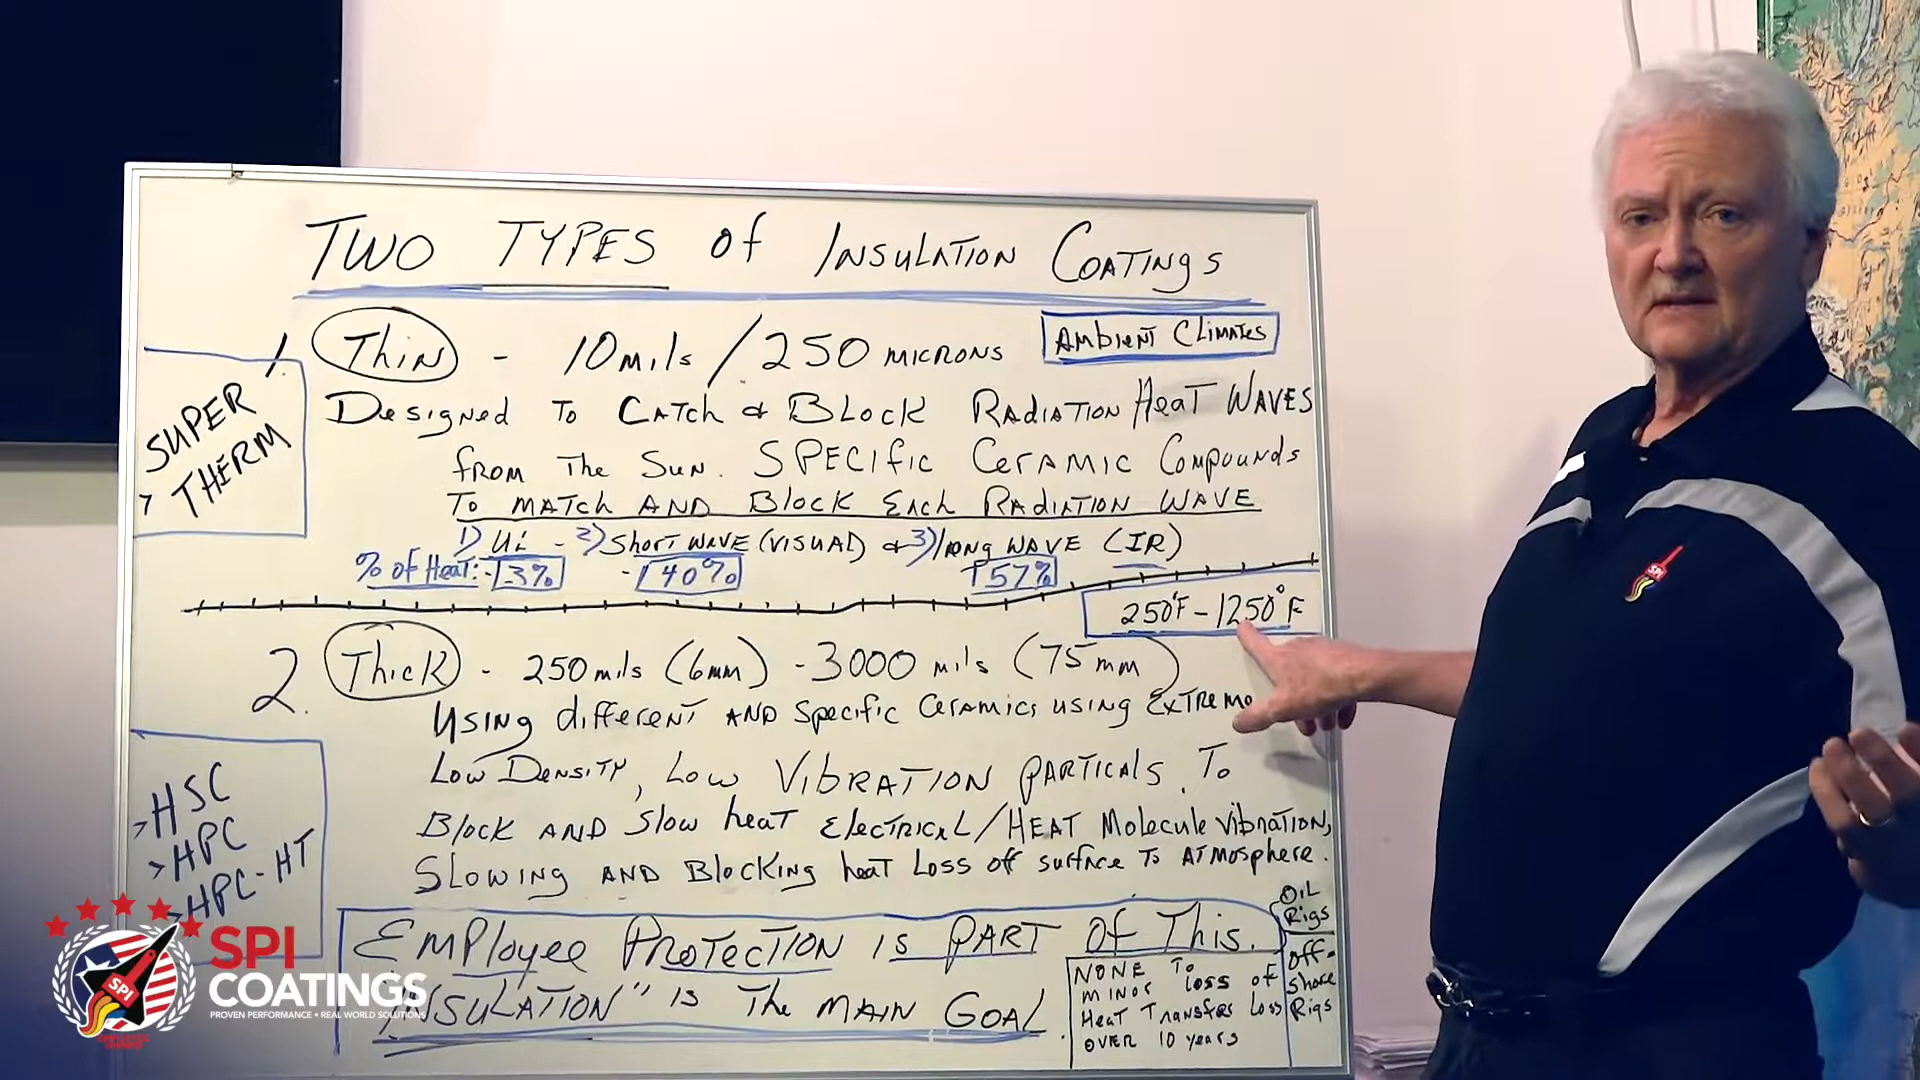 TWO TYPES of INSULATION COATINGS
1. Thin - 10 mils / 250 MICRONS
AMBIENT CLIMATES
SUPER
> THERM
Designed To CATCH & BLOCK RADIATION HEAT WAVES
FROM THE SUN. SPECIFIC CERAMIC COMPOUNDS
TO MATCH AND BLOCK EACH RADIATION WAVE
1) UV - 2) SHORT WAVE (VISUAL) & 3) long WAVE (IR)
% of HEAT: - 3% - 40% 57%
250°F - 1250°F
2. Thick - 250 mils (6mm) - 3000 mils (75mm)
USING different AND SPECIFIC CERAMICS USING EXTREME
LOW DENSITY, LOW VIBRATION PARTICALS TO
BLOCK AND SLOW heat ELECTRICAL/HEAT Molecule VIBRATION,
SLOWING AND BLOCKING heat LOSS off SURFACE TO ATMOSPHERE.
> HSC
> HPC
> HPC-HT
EMPLOYEE PROTECTION IS PART OF THIS.
INSULATION" IS THE MAIN GOAL
NONE TO
MINOR LOSS OF
HEAT TRANSFER LOSS
OVER 10 years
OIL
Rigs
Off-
Shore
Rigs
SPI
SPI
SPI
COATINGS
PROVEN PERFORMANCE • REAL WORLD SOLUTIONS